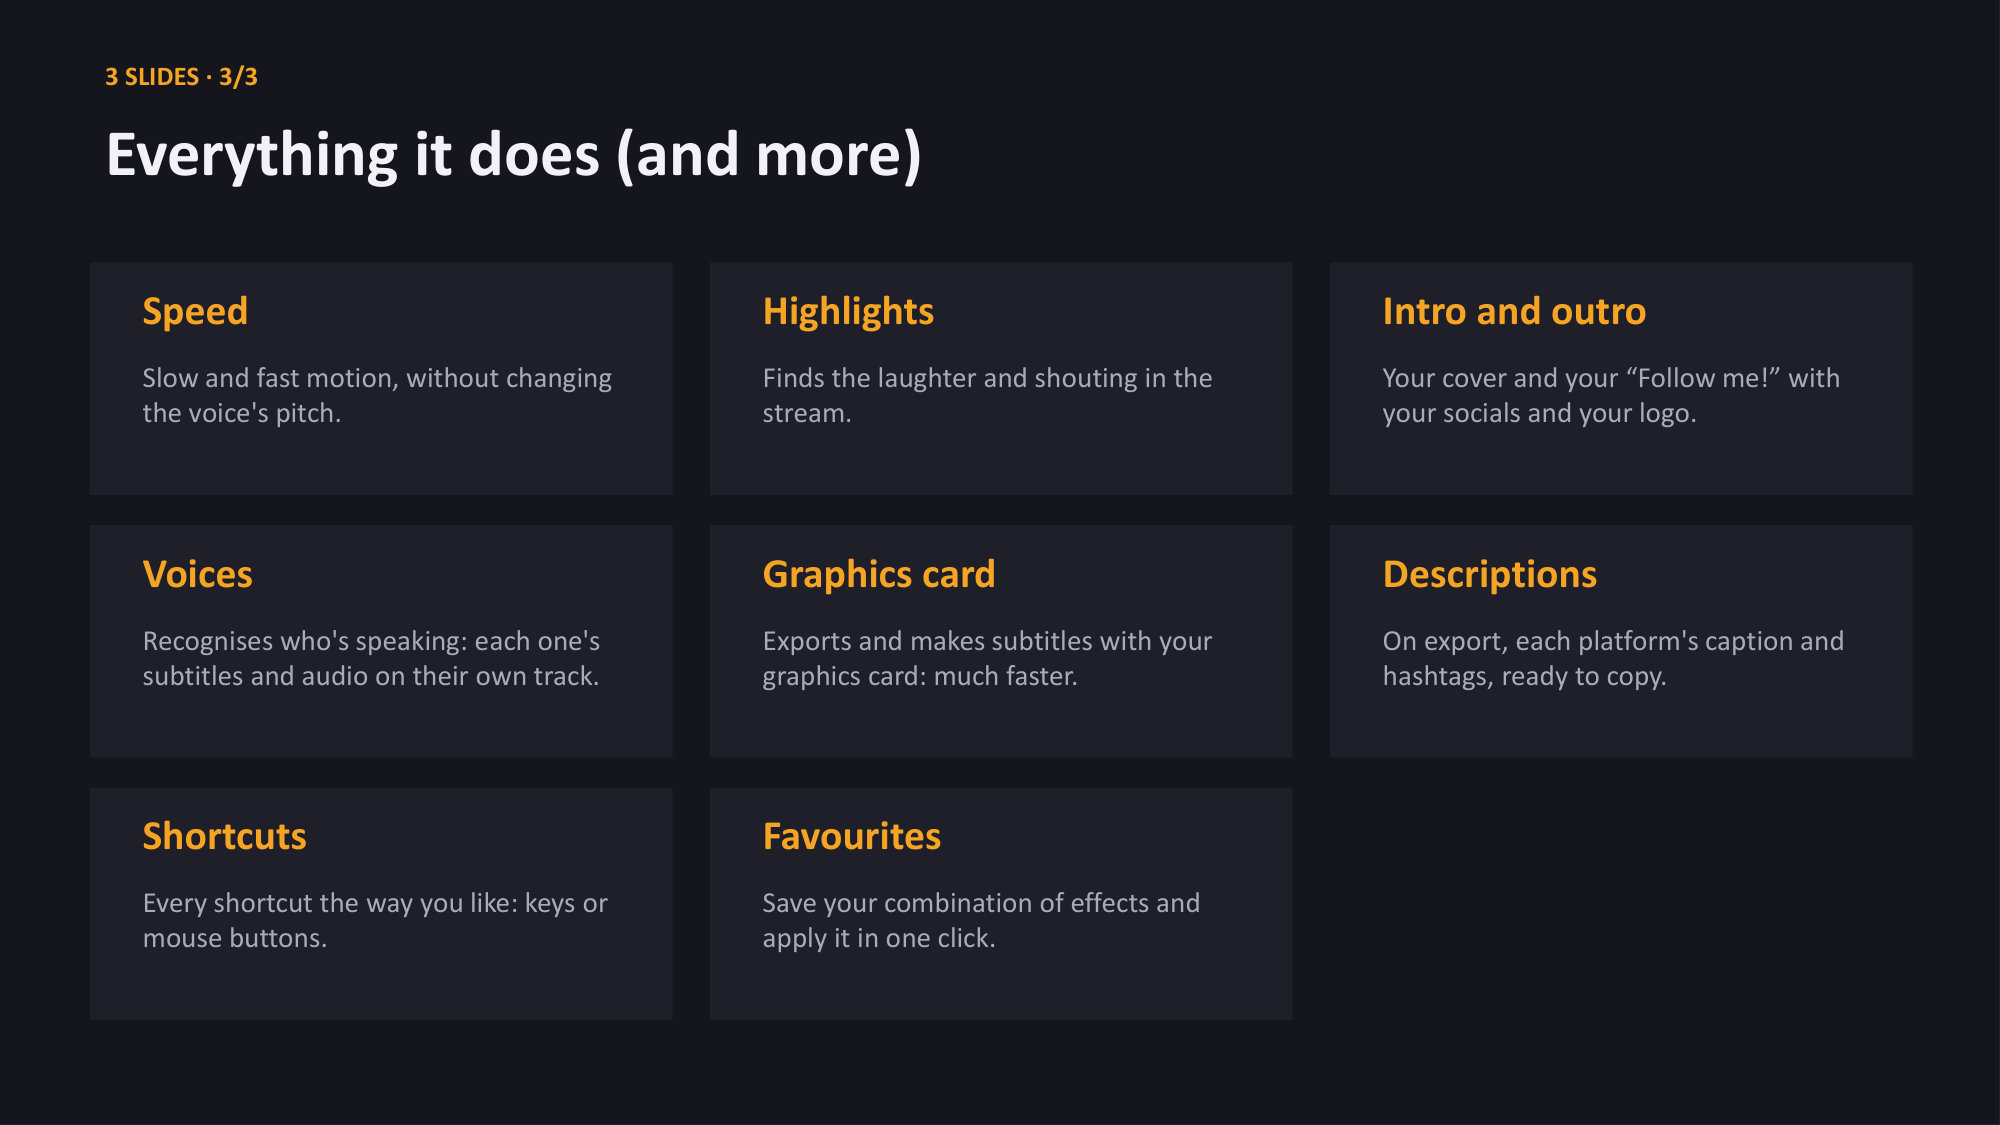 3 SLIDES · 3/3
Everything it does (and more)
Speed
Slow and fast motion, without changing
the voice's pitch.
Highlights
Finds the laughter and shouting in the
stream.
Intro and outro
Your cover and your “Follow me!” with
your socials and your logo.
Voices
Recognises who's speaking: each one's
subtitles and audio on their own track.
Graphics card
Exports and makes subtitles with your
graphics card: much faster.
Descriptions
On export, each platform's caption and
hashtags, ready to copy.
Shortcuts
Every shortcut the way you like: keys or
mouse buttons.
Favourites
Save your combination of effects and
apply it in one click.